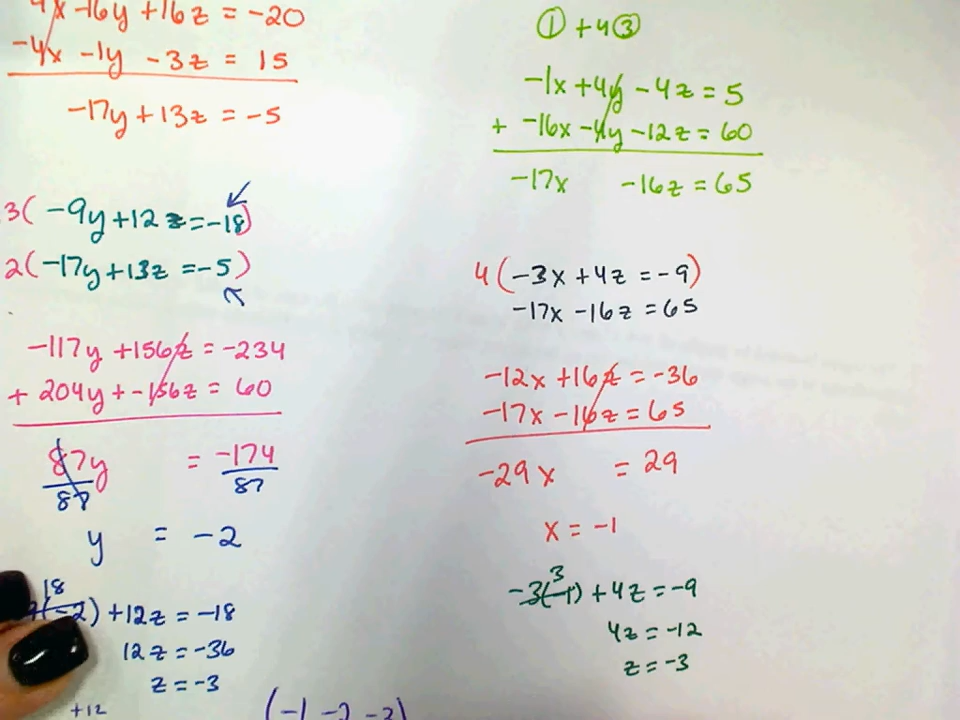 4x -16y +16z = -20
-4x -1y -3z = 15
-17y +13z = -5
3( -9y +12z = -18)
2( -17y +13z = -5 )
-117y +156z = -234
+ 204y + -156z = 60
87y = -174
87 87
y = -2
18
(-2) +12z = -18
12z = -36
z = -3
+12
① +4③
-1x +4y -4z = 5
+ -16x -4y -12z = 60
-17x -16z = 65
4( -3x +4z = -9)
-17x -16z = 65
-12x +16z = -36
-17x -16z = 65
-29x = 29
x = -1
3
-3(-1) +4z = -9
4z = -12
z = -3
(-1 -2 -3)